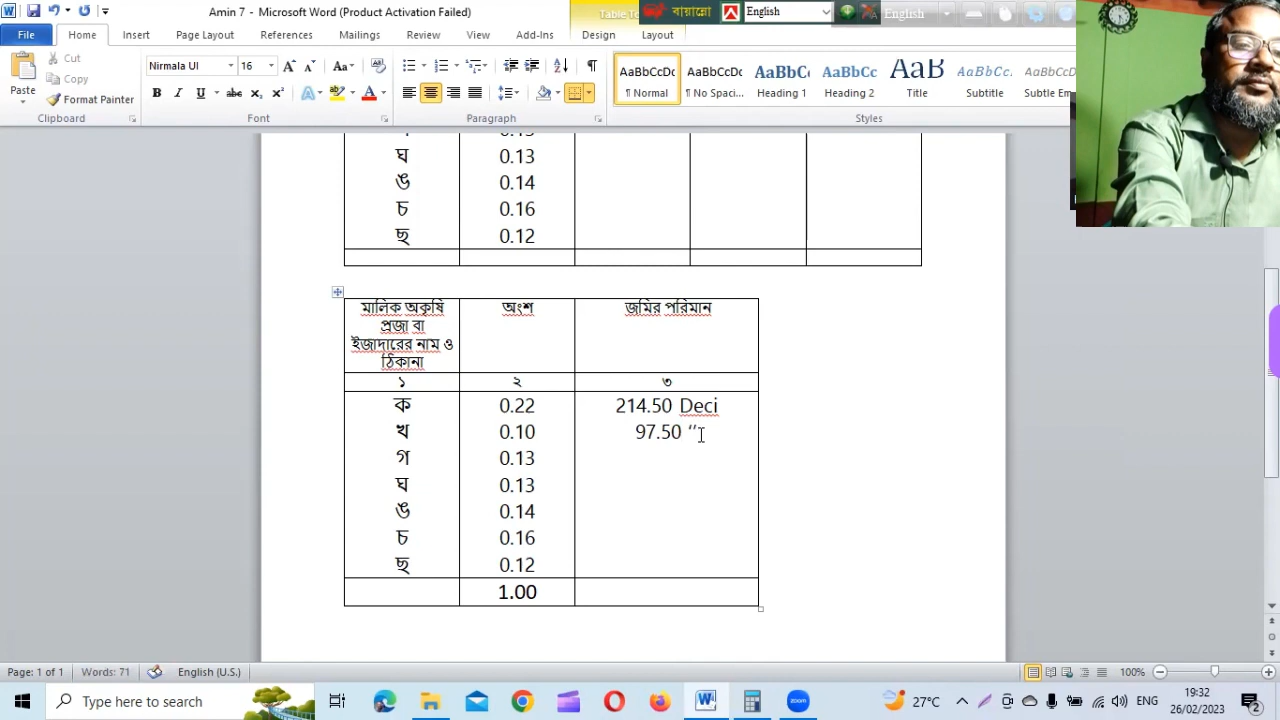 Amin 7 - Microsoft Word (Product Activation Failed)
বায়ান্নো
English
English
File
Home
Insert
Page Layout
References
Mailings
Review
View
Add-Ins
Design
Layout
Paste
Cut
Copy
Format Painter
Clipboard
Nirmala UI
16
Font
Paragraph
AaBbCcDc
¶ Normal
AaBbCcDc
¶ No Spaci...
AaBbC
Heading 1
AaBbCc
Heading 2
AaB
Title
AaBbCc.
Subtitle
AaBbCcD
Subtle Em
Styles
ঘ 0.13
ঙ 0.14
চ 0.16
ছ 0.12
মালিক অকৃষি প্রজা বা ইজাদারের নাম ও ঠিকানা
অংশ
জমির পরিমান
১ ২ ৩
ক 0.22 214.50 Deci
খ 0.10 97.50 ‘’
গ 0.13
ঘ 0.13
ঙ 0.14
চ 0.16
ছ 0.12
1.00
Page: 1 of 1
Words: 71
English (U.S.)
100%
Type here to search
zoom
27°C
ENG
19:32
26/02/2023
2